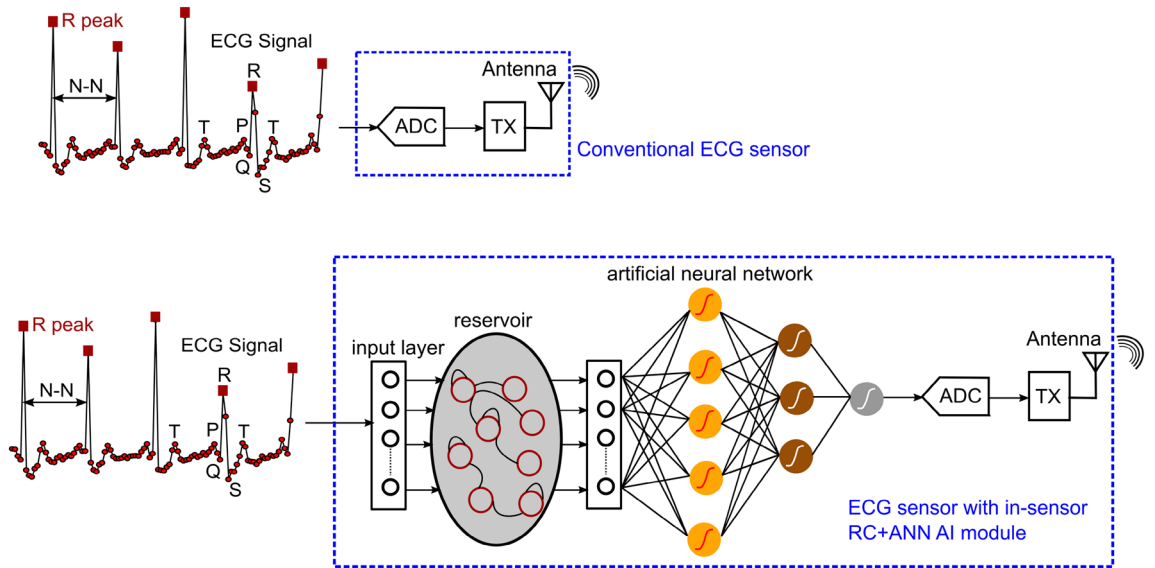 R peak
ECG Signal
N-N
R
T
P
T
Q
S
ADC
TX
Antenna
Conventional ECG sensor
R peak
ECG Signal
N-N
R
T
P
T
Q
S
input layer
reservoir
artificial neural network
ADC
TX
Antenna
ECG sensor with in-sensor
RC+ANN AI module